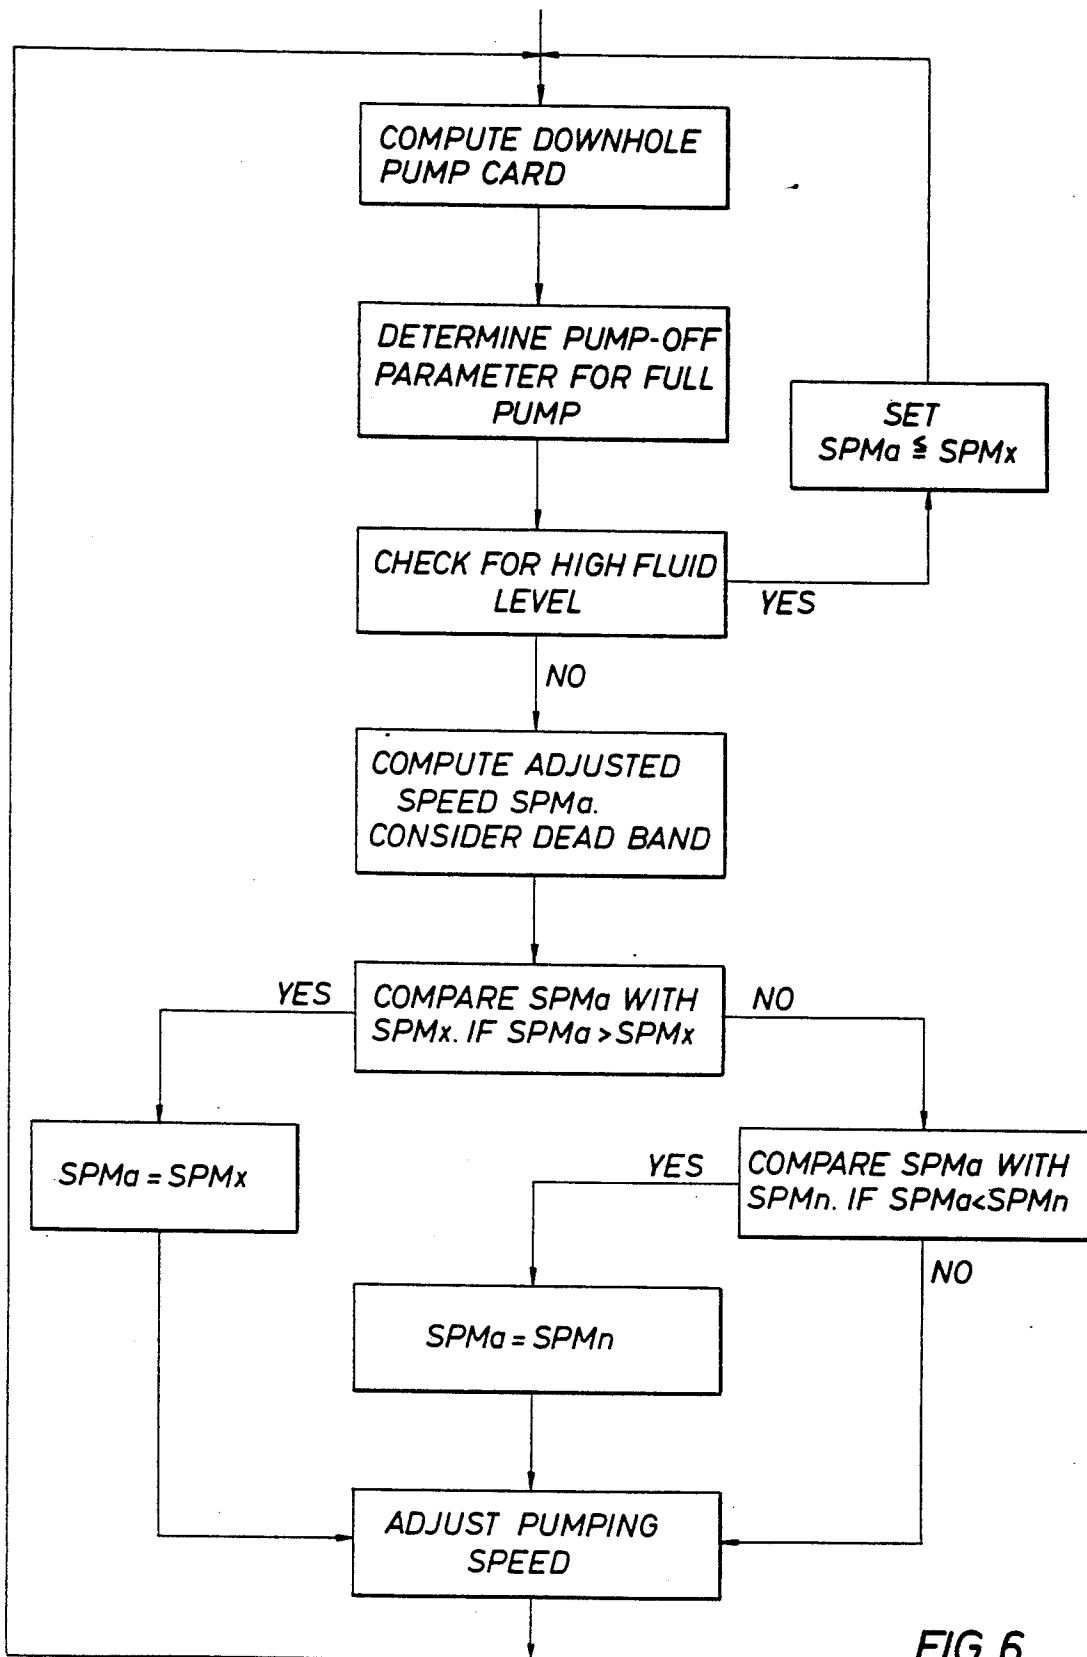 COMPUTE DOWNHOLE
PUMP CARD
DETERMINE PUMP-OFF
PARAMETER FOR FULL
PUMP
SET
SPMa ≦ SPMx
CHECK FOR HIGH FLUID
LEVEL
YES
NO
COMPUTE ADJUSTED
SPEED SPMa.
CONSIDER DEAD BAND
YES
COMPARE SPMa WITH
SPMx. IF SPMa > SPMx
NO
SPMa = SPMx
YES
COMPARE SPMa WITH
SPMn. IF SPMa<SPMn
NO
SPMa = SPMn
ADJUST PUMPING
SPEED
FIG. 6